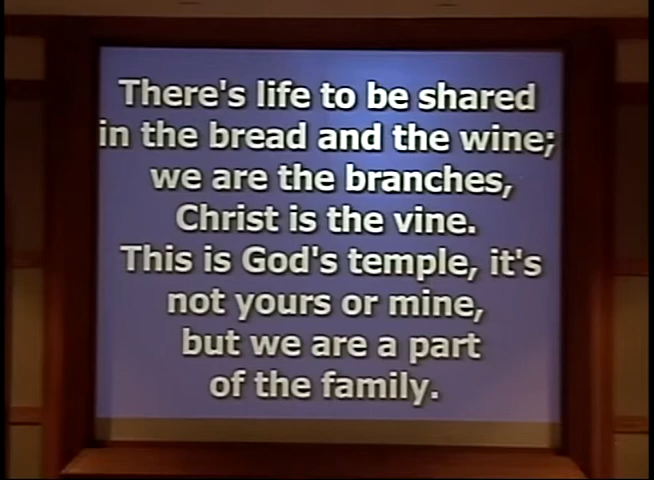 There's life to be shared
in the bread and the wine;
we are the branches,
Christ is the vine.
This is God's temple, it's
not yours or mine,
but we are a part
of the family.